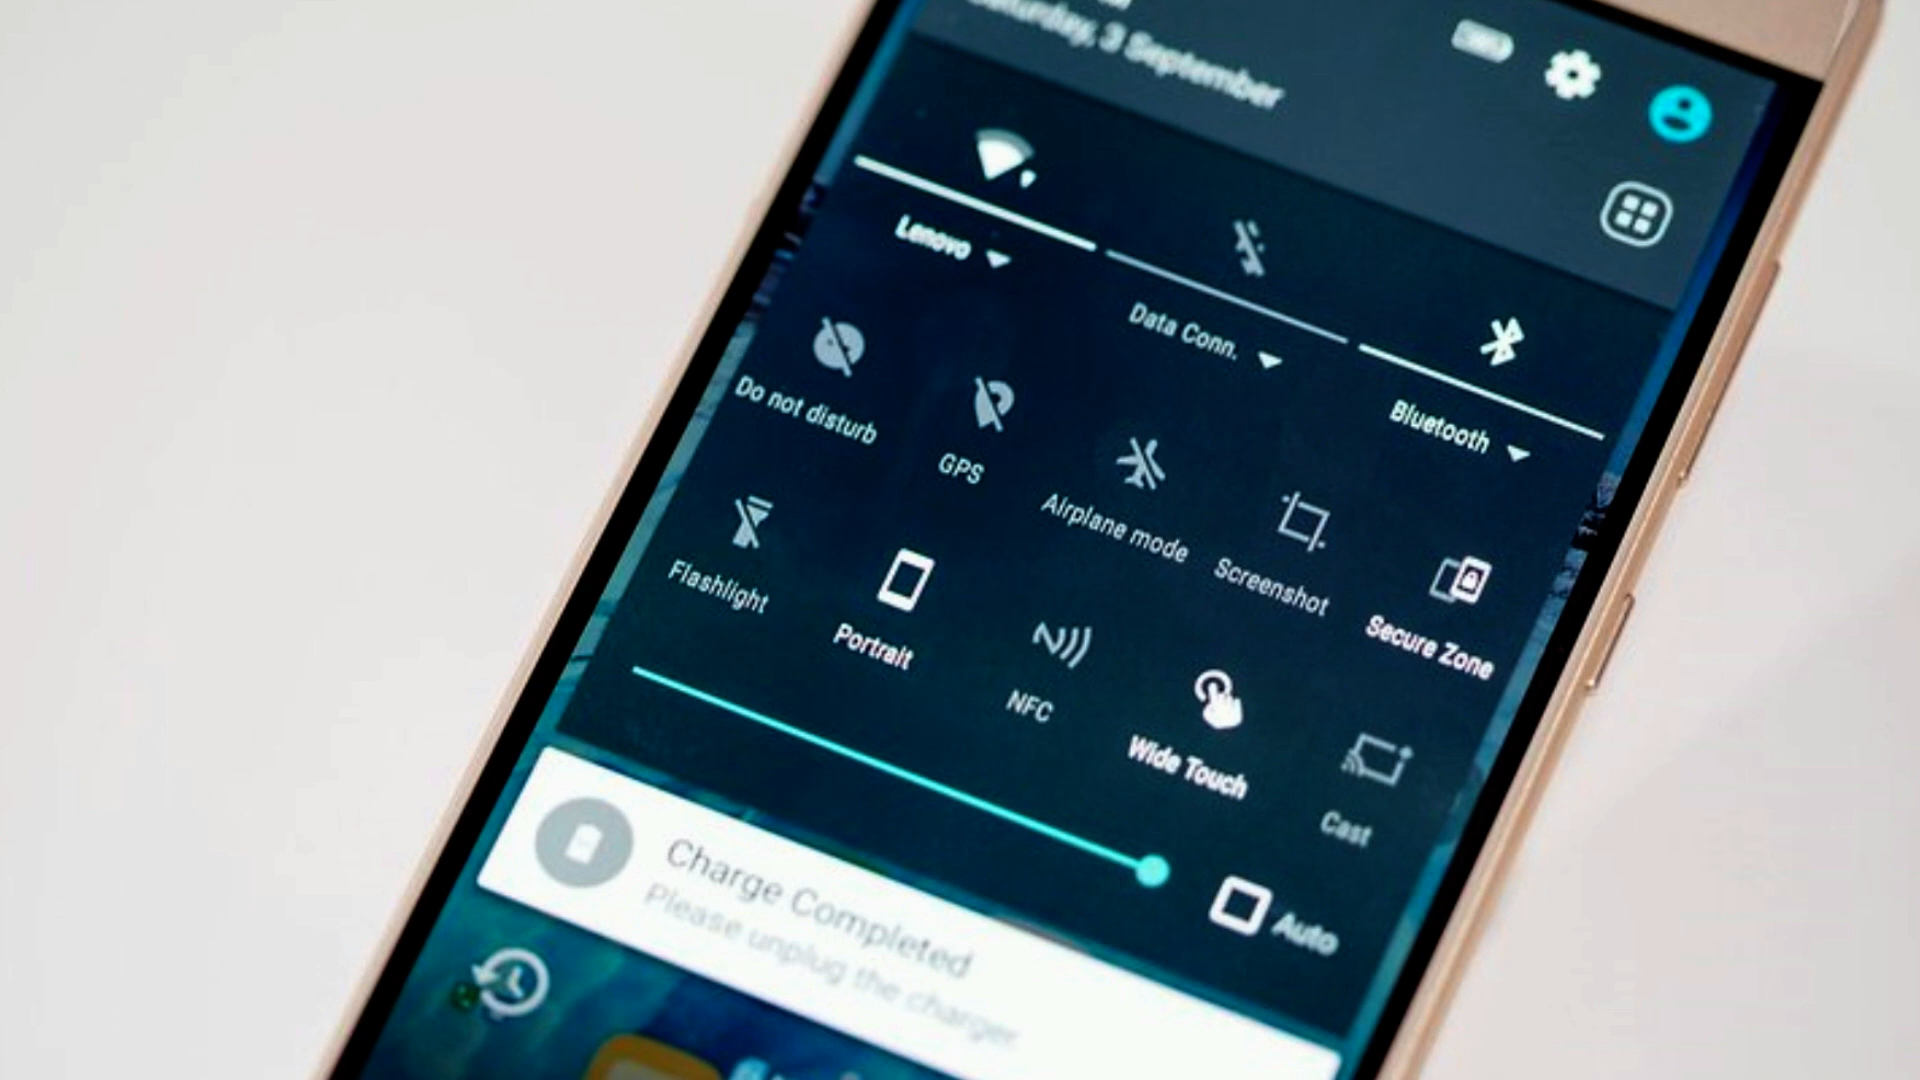 Saturday, 3 September
Lenovo
Data Conn.
Bluetooth
Do not disturb
GPS
Airplane mode
Screenshot
Secure Zone
Flashlight
Portrait
NFC
Wide Touch
Cast
Auto
Charge Completed
Please unplug the charger